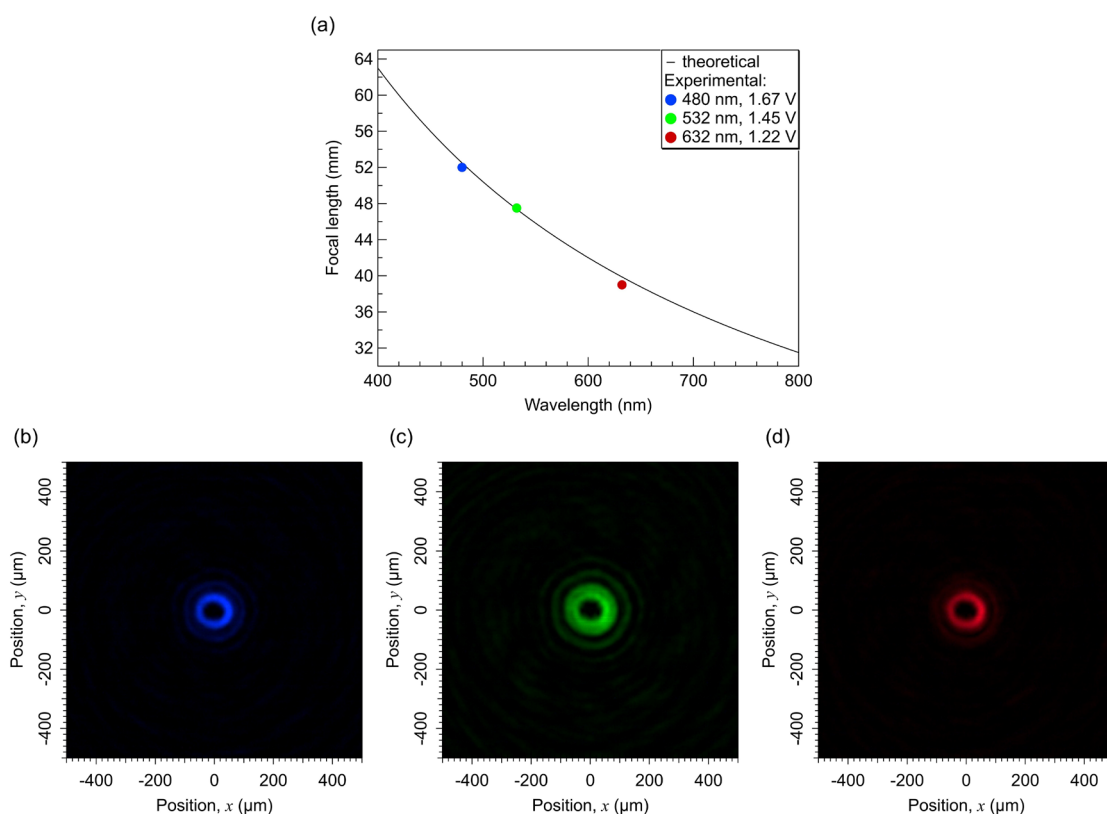 (a)
64
60
56
52
48
44
40
36
32
Focal length (mm)
400 500 600 700 800
Wavelength (nm)
– theoretical
Experimental:
480 nm, 1.67 V
532 nm, 1.45 V
632 nm, 1.22 V
(b)
400
200
0
-200
-400
Position, y (µm)
-400 -200 0 200 400
Position, x (µm)
(c)
400
200
0
-200
-400
Position, y (µm)
-400 -200 0 200 400
Position, x (µm)
(d)
400
200
0
-200
-400
Position, y (µm)
-400 -200 0 200 400
Position, x (µm)